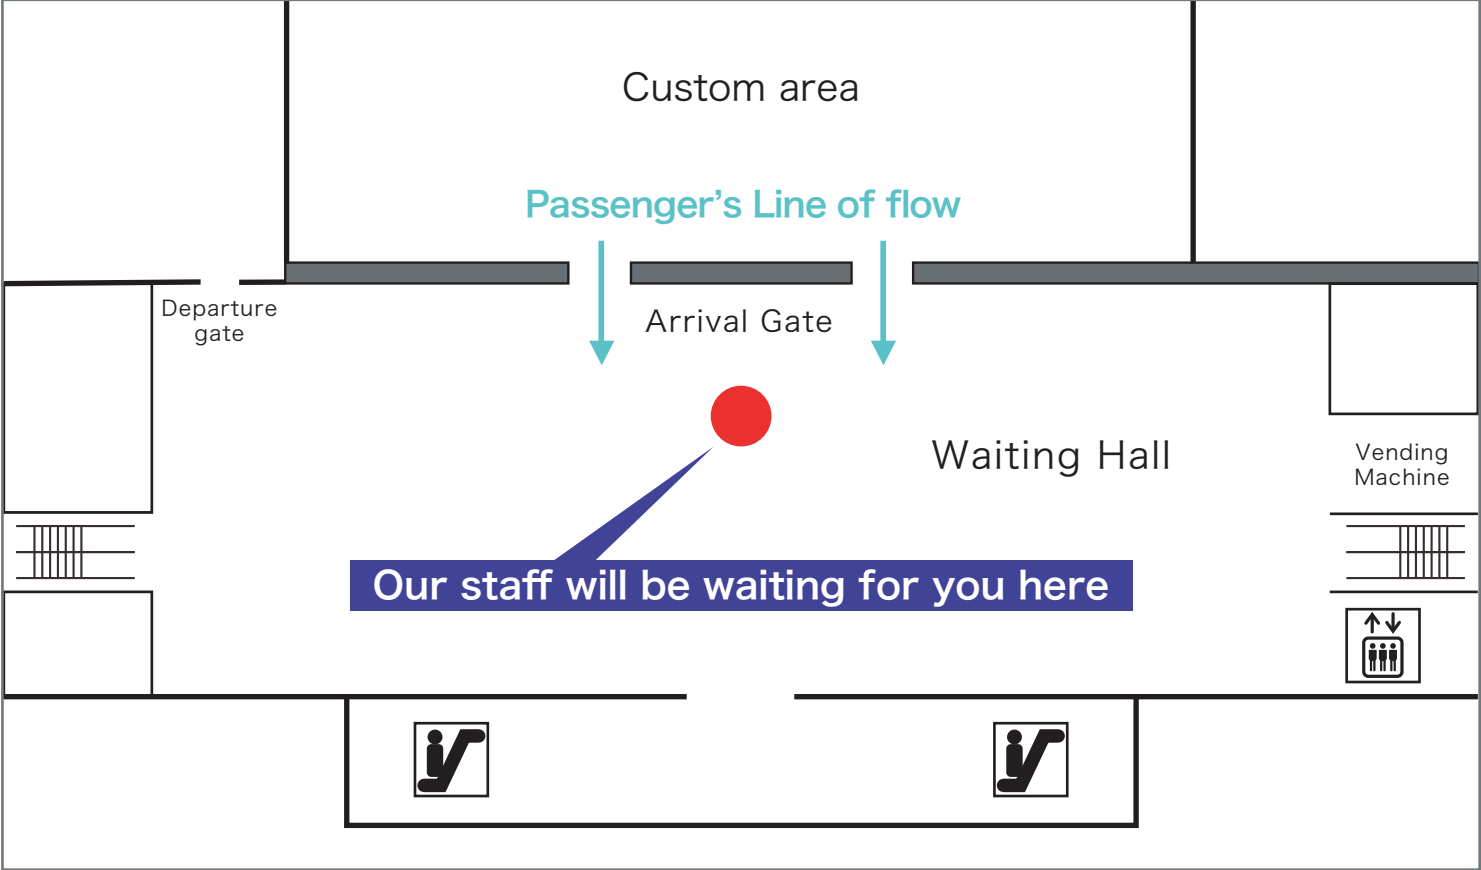 Custom area
Passenger’s Line of flow
Departure
gate
Arrival Gate
Waiting Hall
Vending
Machine
Our staff will be waiting for you here